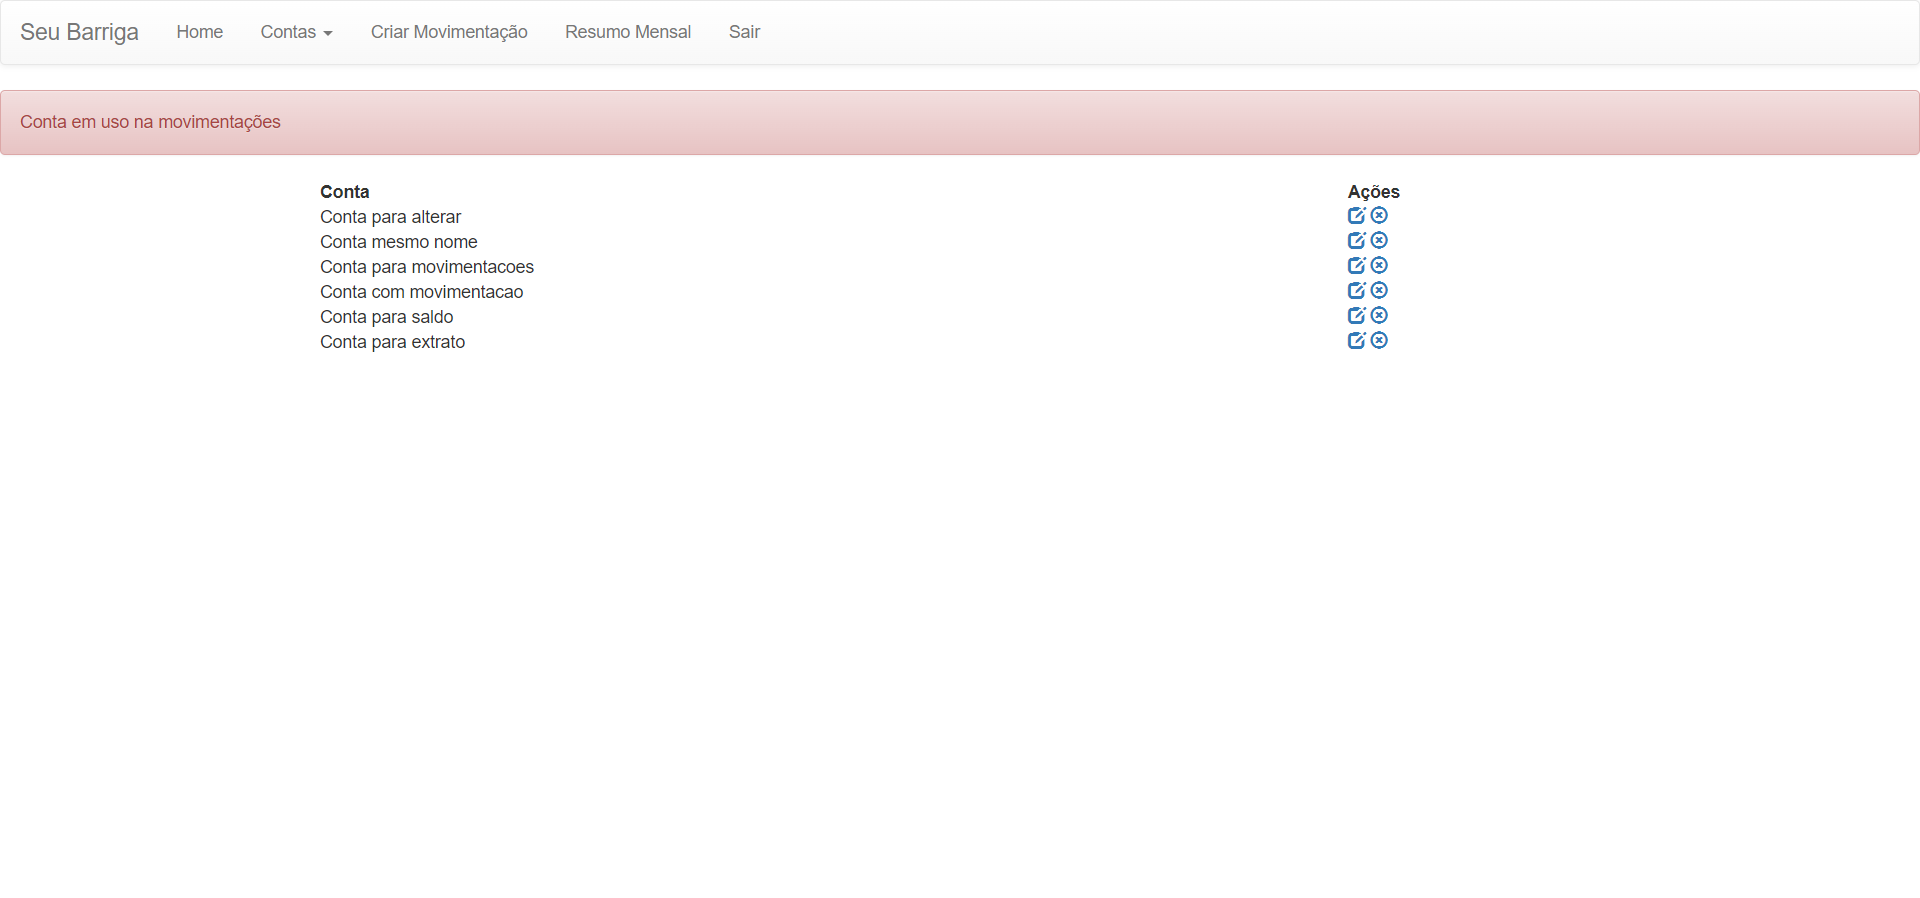 Seu Barriga Home Contas Criar Movimentação Resumo Mensal Sair
Conta em uso na movimentações
Conta Ações
Conta para alterar
Conta mesmo nome
Conta para movimentacoes
Conta com movimentacao
Conta para saldo
Conta para extrato